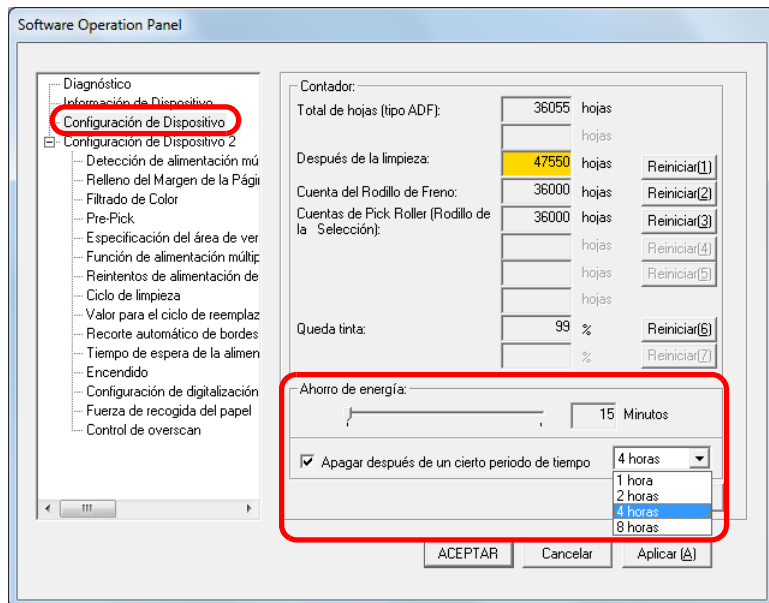 Software Operation Panel
Diagnóstico
Información de Dispositivo
Configuración de Dispositivo
Configuración de Dispositivo 2
Detección de alimentación mú
Relleno del Margen de la Pági
Filtrado de Color
Pre-Pick
Especificación del área de ver
Función de alimentación múltip
Reintentos de alimentación de
Ciclo de limpieza
Valor para el ciclo de reemplaz
Recorte automático de bordes
Tiempo de espera de la alimen
Encendido
Configuración de digitalización
Fuerza de recogida del papel
Control de overscan
Contador:
Total de hojas (tipo ADF): 36055 hojas
hojas
Después de la limpieza: 47550 hojas Reiniciar(1)
Cuenta del Rodillo de Freno: 36000 hojas Reiniciar(2)
Cuentas de Pick Roller (Rodillo de la Selección): 36000 hojas Reiniciar(3)
hojas Reiniciar(4)
hojas Reiniciar(5)
hojas
Queda tinta: 99 % Reiniciar(6)
% Reiniciar(7)
Ahorro de energía:
15 Minutos
Apagar después de un cierto periodo de tiempo 4 horas
1 hora
2 horas
4 horas
8 horas
ACEPTAR Cancelar Aplicar (A)